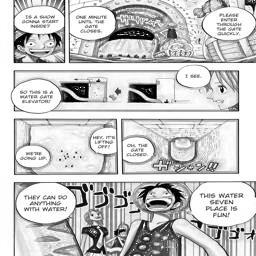 PLEASE
ENTER
THROUGH
THE GATE
QUICKLY.
ONE MINUTE
UNTIL THE
GATE
CLOSES.
IS A SHOW
GONNA START
INSIDE?
I SEE.
SO THIS IS A
WATER GATE
ELEVATOR!
OH, THE
GATE
CLOSED.
HEY, IT'S
LIFTING
OFF!
WE'RE
GOING UP.
THIS WATER
SEVEN
PLACE IS
FUN!
THEY CAN DO
ANYTHING
WITH WATER!